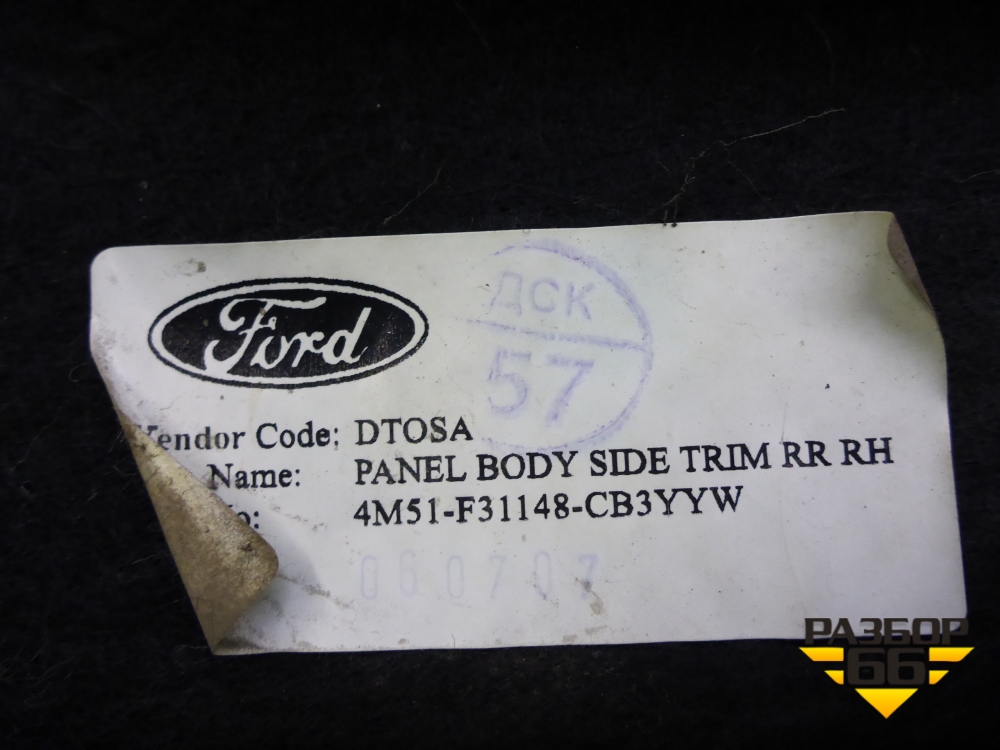 Ford
ДСК
57
Vendor Code: DTOSA
Name: PANEL BODY SIDE TRIM RR RH
4M51-F31148-CB3YYW
060707
РАЗБОР
66